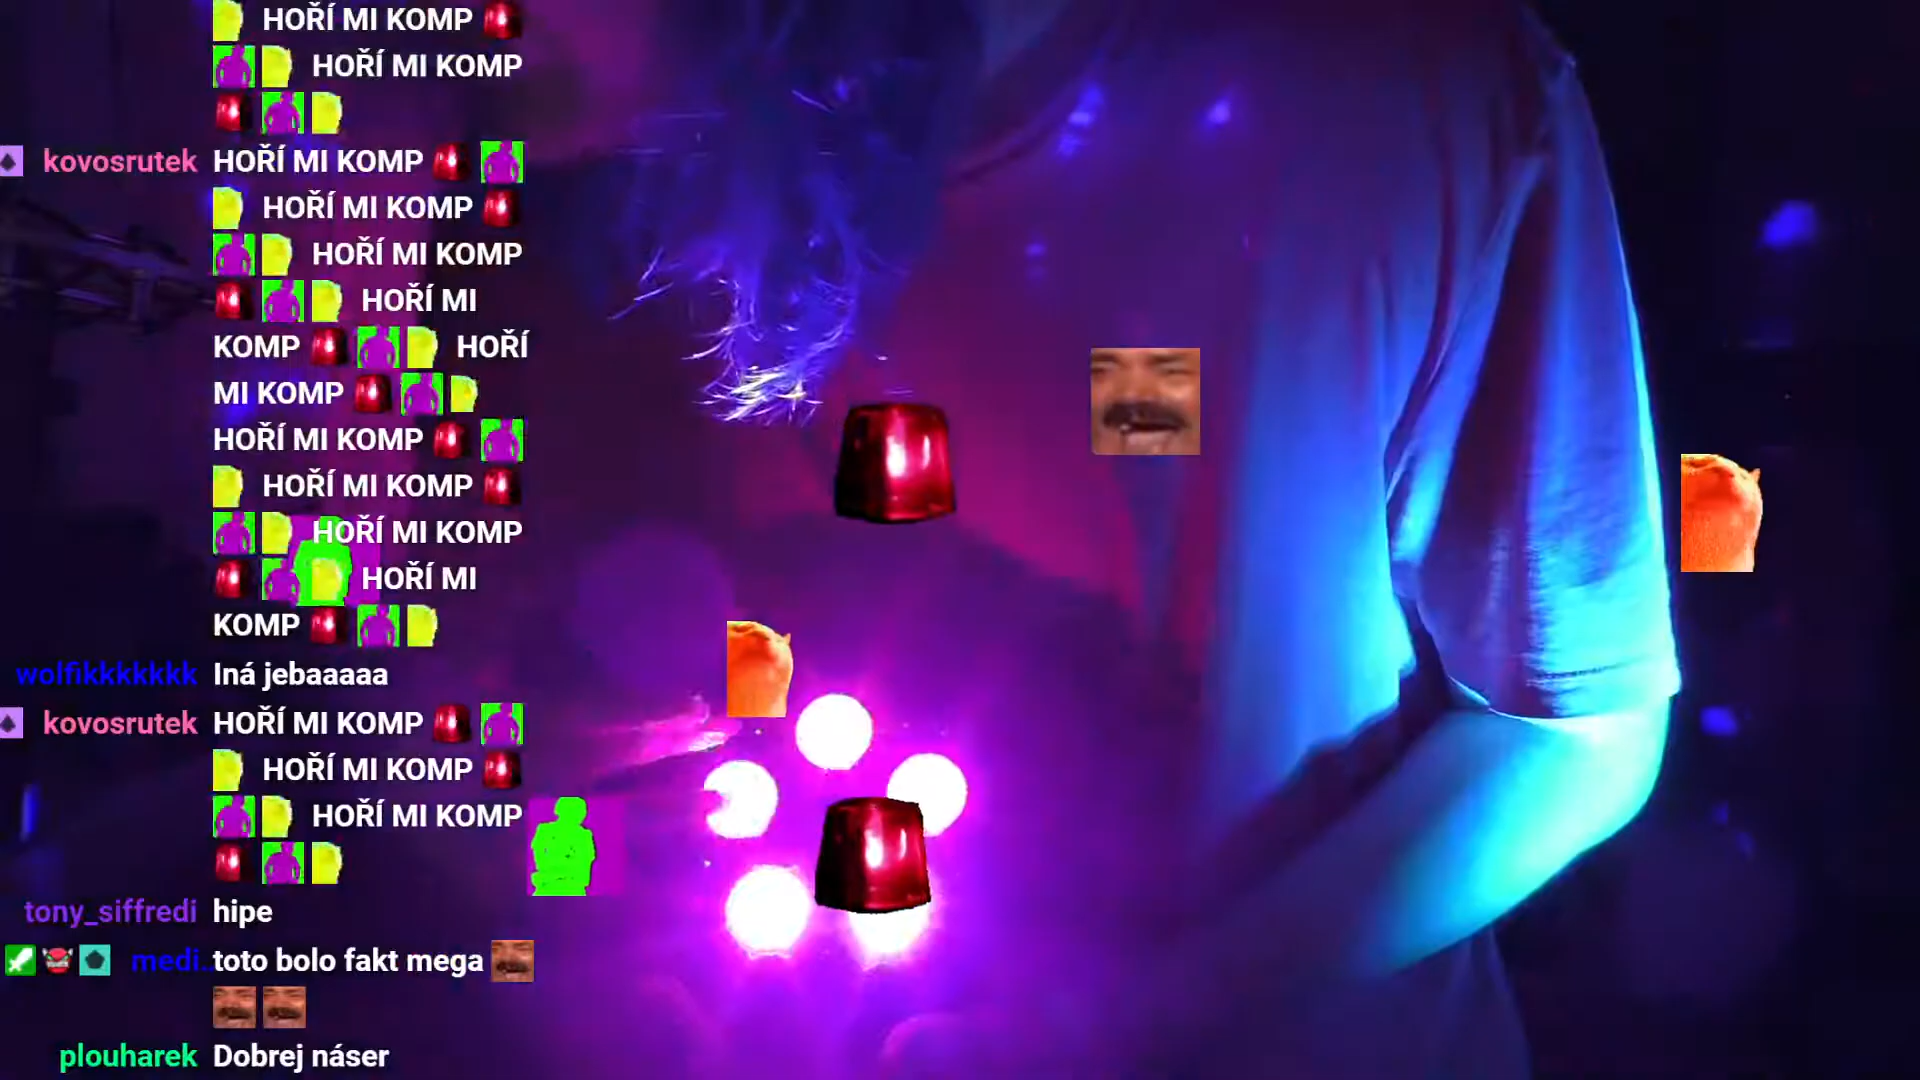 HOŘÍ MI KOMP
HOŘÍ MI KOMP
kovosrutek HOŘÍ MI KOMP
HOŘÍ MI KOMP
HOŘÍ MI KOMP
HOŘÍ MI
KOMP HOŘÍ
MI KOMP
HOŘÍ MI KOMP
HOŘÍ MI KOMP
HOŘÍ MI KOMP
HOŘÍ MI
KOMP
wolfikkkkkkk Iná jebaaaaa
kovosrutek HOŘÍ MI KOMP
HOŘÍ MI KOMP
HOŘÍ MI KOMP
tony_siffredi hipe
medi.. toto bolo fakt mega
plouharek Dobrej náser